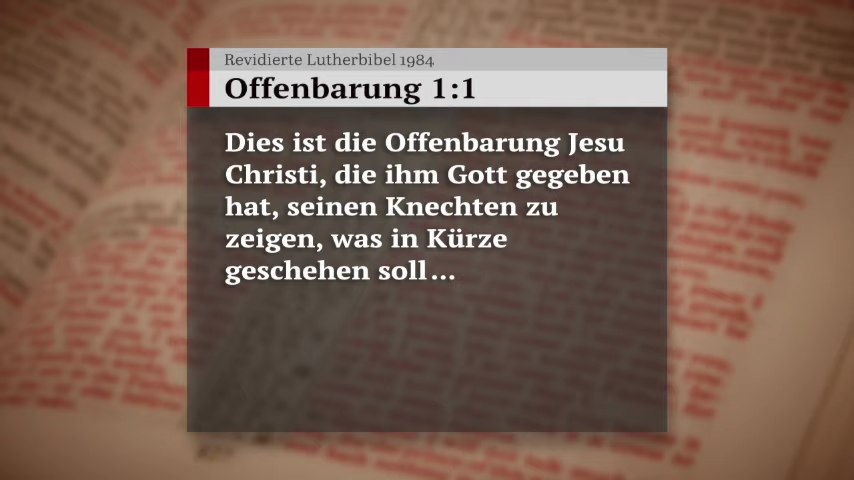 Revidierte Lutherbibel 1984
Offenbarung 1:1
Dies ist die Offenbarung Jesu
Christi, die ihm Gott gegeben
hat, seinen Knechten zu
zeigen, was in Kürze
geschehen soll…